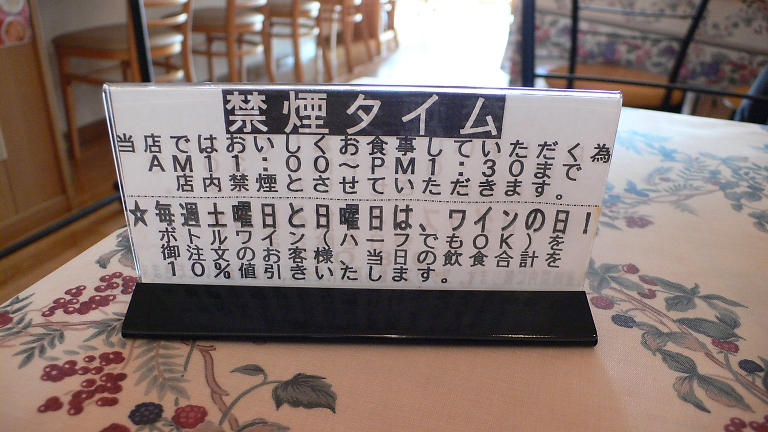 禁煙タイム
当店ではおいしくお食事していただく為
AM11:00～PM1:30まで
店内禁煙とさせていただきます。
★毎週土曜日と日曜日は、ワインの日！
ボトルワイン(ハーフでもOK)を
御注文のお客様、当日の飲食合計を
10%値引きいたします。